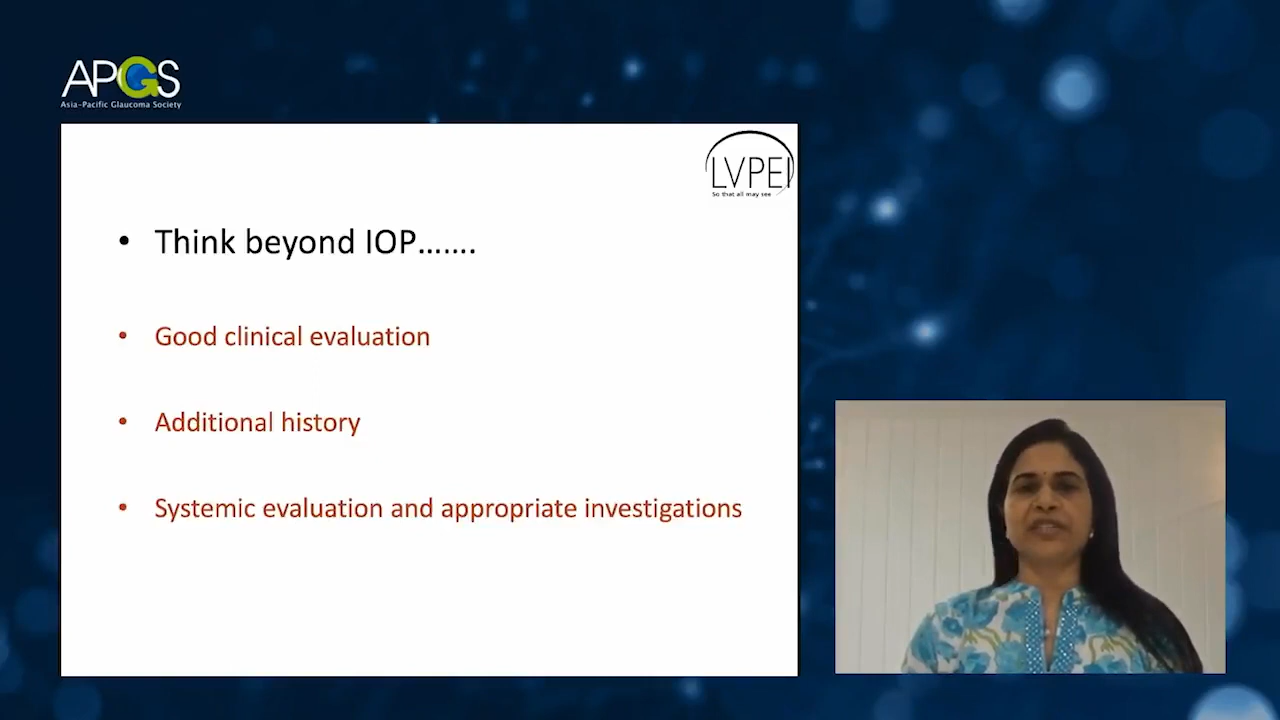 APGS
Asia-Pacific Glaucoma Society
LVPEI
So that all may see
• Think beyond IOP.......
• Good clinical evaluation
• Additional history
• Systemic evaluation and appropriate investigations